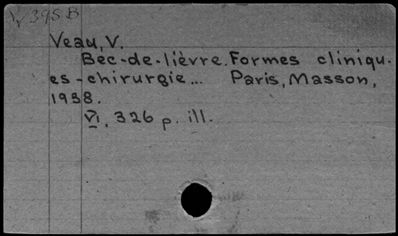 W 395 B
Veau, V.
Bec-de-lièvre. Formes cliniqu-
es-chirurgie... Paris, Masson,
1938.
VI, 326 p. ill.